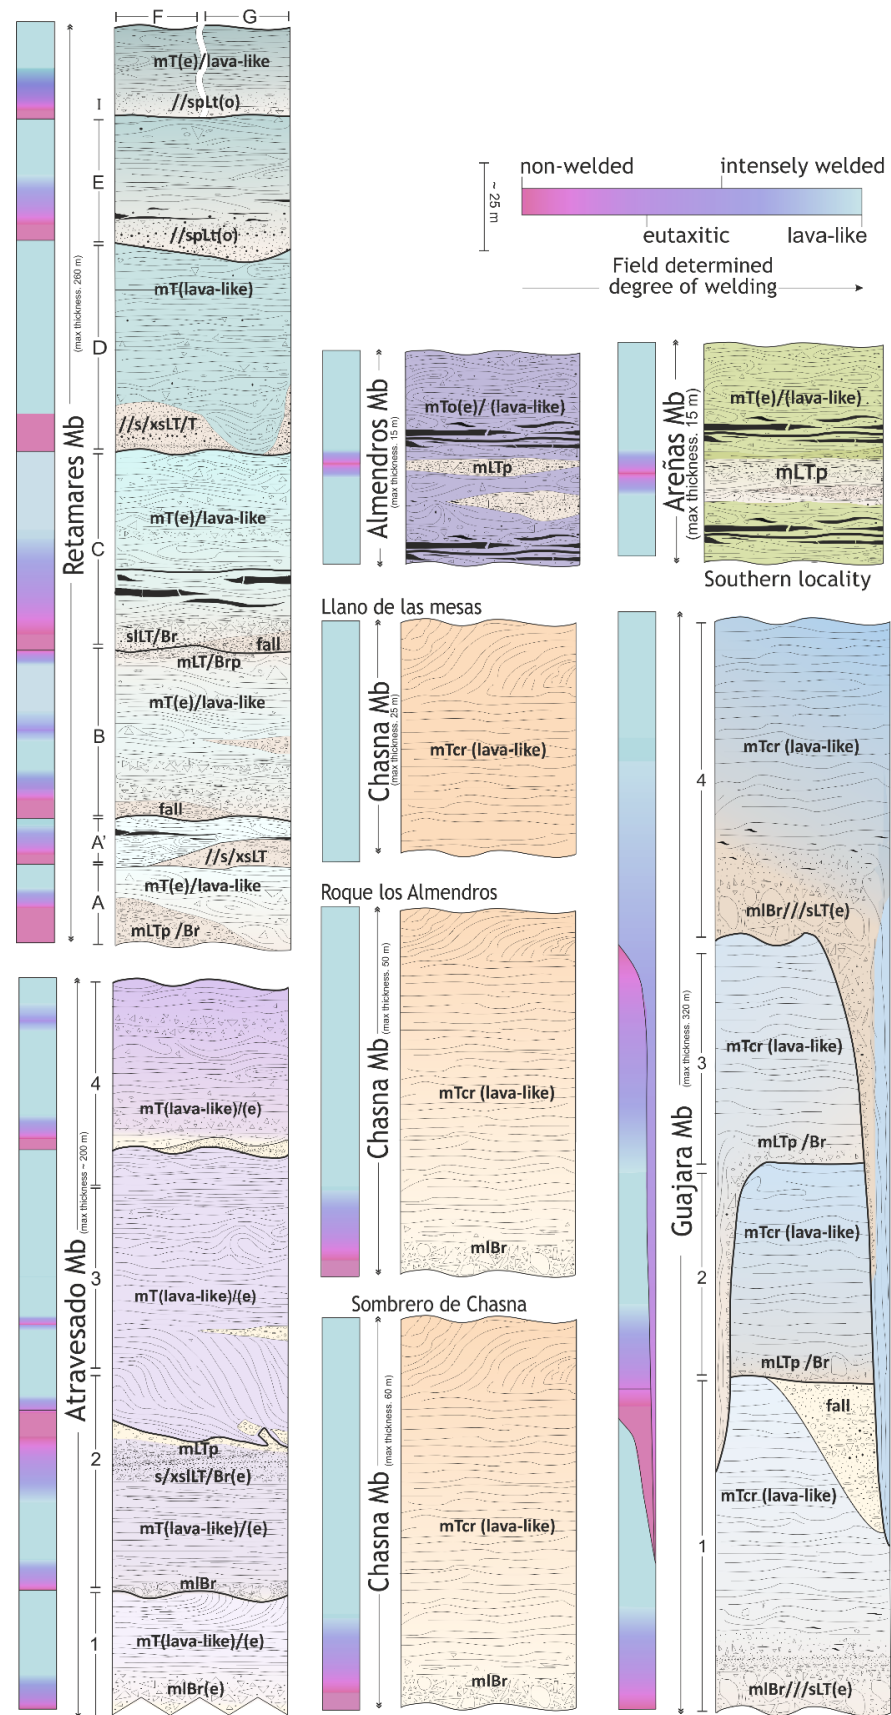 F
G
mT(e)/lava-like
//spLt(o)
I
E
//spLt(o)
mT(lava-like)
D
//s/xsLT/T
mT(e)/lava-like
C
slLT/Br
fall
mLT/Brp
mT(e)/lava-like
B
fall
A'
//s/xsLT
mT(e)/lava-like
A
mLTp /Br
Retamares Mb
(max thickness. 260 m)
~ 25 m
non-welded
intensely welded
eutaxitic
lava-like
Field determined
degree of welding
Almendros Mb
(max thickness. 15 m)
mTo(e)/ (lava-like)
mLTp
Areñas Mb
(max thickness. 15 m)
mT(e)/(lava-like)
mLTp
Southern locality
Llano de las mesas
Chasna Mb
(max thickness. 25 m)
mTcr (lava-like)
Roque los Almendros
Chasna Mb
(max thickness. 50 m)
mTcr (lava-like)
mlBr
Sombrero de Chasna
Chasna Mb
(max thickness. 60 m)
mTcr (lava-like)
mlBr
Atravesado Mb
(max thickness ~ 200 m)
4
mT(lava-like)/(e)
3
mT(lava-like)/(e)
mLTp
2
s/xslLT/Br(e)
mT(lava-like)/(e)
mlBr
1
mT(lava-like)/(e)
mlBr(e)
Guajara Mb
(max thickness. 320 m)
mTcr (lava-like)
4
mlBr///sLT(e)
mTcr (lava-like)
3
mLTp /Br
mTcr (lava-like)
2
mLTp /Br
fall
mTcr (lava-like)
1
mlBr///sLT(e)